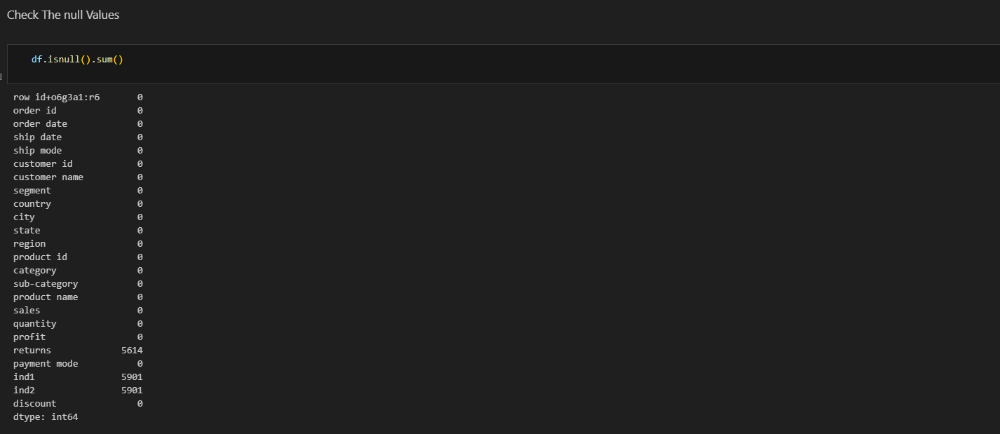 Check The null Values
df.isnull().sum()
row id+o6g3a1:r6 0
order id 0
order date 0
ship date 0
ship mode 0
customer id 0
customer name 0
segment 0
country 0
city 0
state 0
region 0
product id 0
category 0
sub-category 0
product name 0
sales 0
quantity 0
profit 0
returns 5614
payment mode 0
ind1 5901
ind2 5901
discount 0
dtype: int64